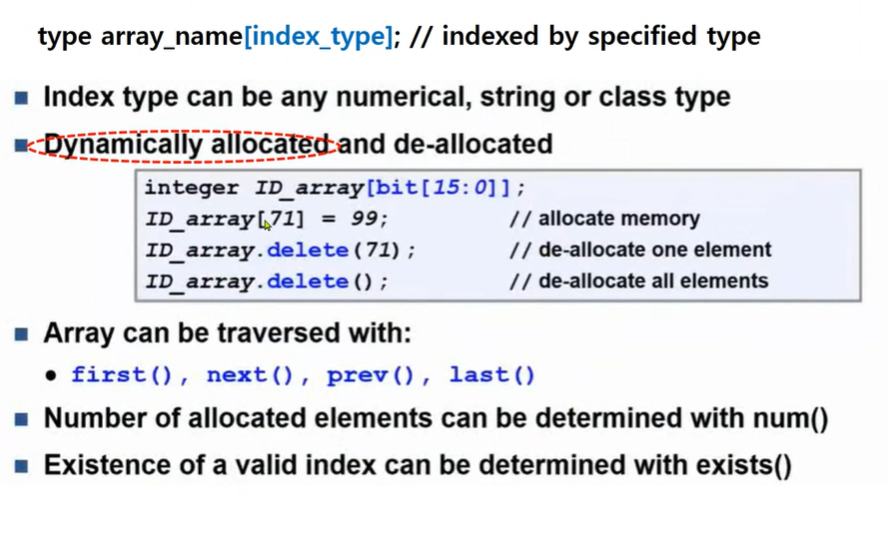 type array_name[index_type]; // indexed by specified type
Index type can be any numerical, string or class type
Dynamically allocated and de-allocated
integer ID_array[bit[15:0]];
ID_array[71] = 99; // allocate memory
ID_array.delete(71); // de-allocate one element
ID_array.delete(); // de-allocate all elements
Array can be traversed with:
first(), next(), prev(), last()
Number of allocated elements can be determined with num()
Existence of a valid index can be determined with exists()